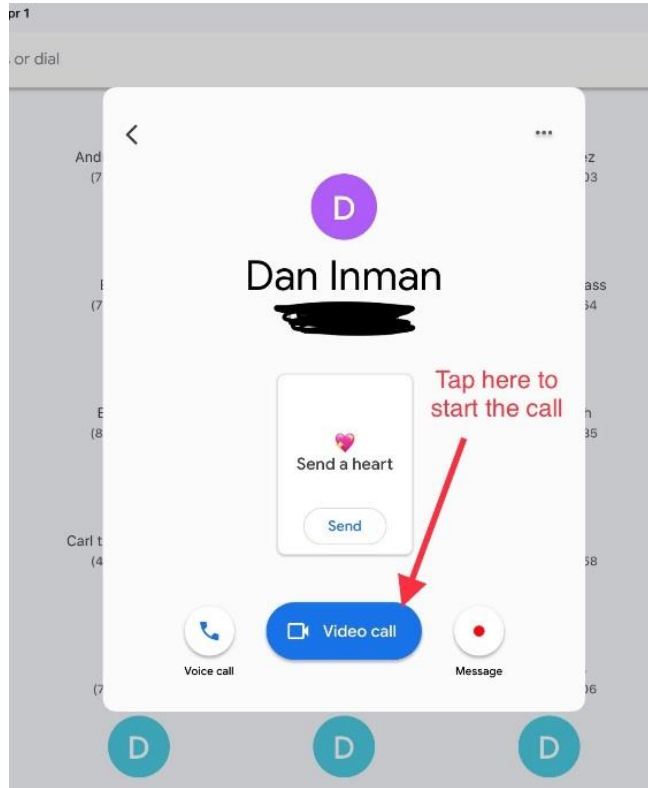 pr 1
or dial
And
ez
(7
03
D
Dan Inman
E
ass
(7
64
Tap here to
start the call
E
n
(8
35
Send a heart
Send
Carl t
(4
58
Video call
Voice call
Message
(7
06
D
D
D